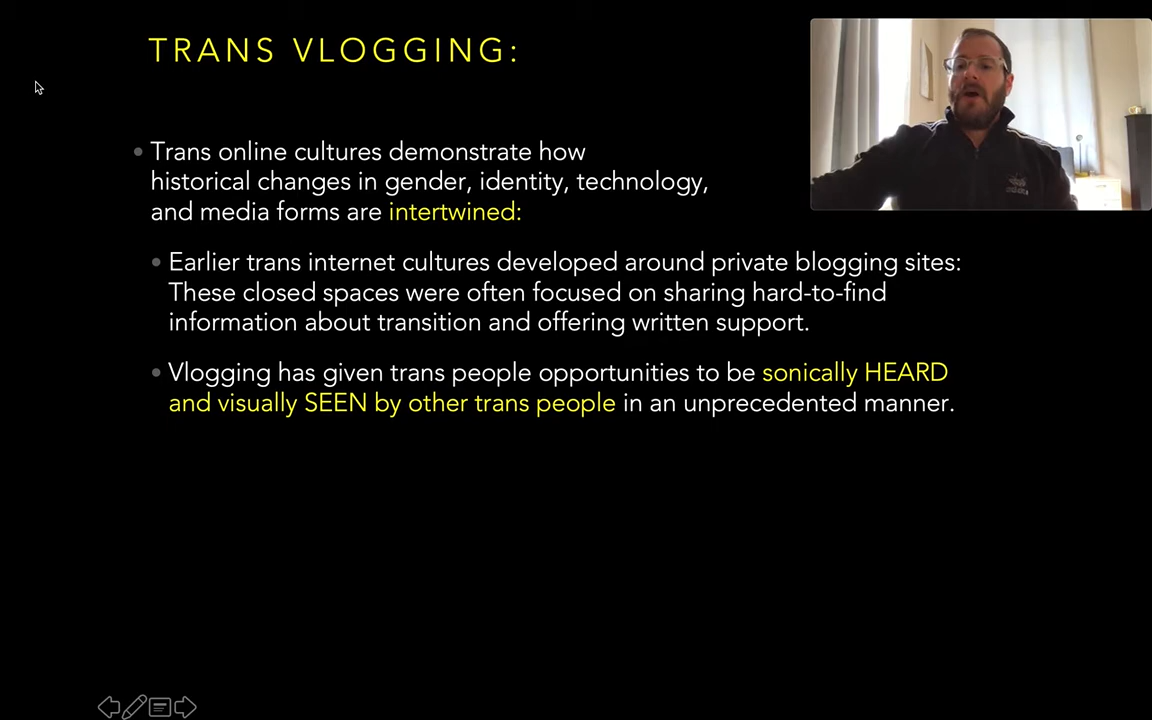 TRANS VLOGGING:
Trans online cultures demonstrate how
historical changes in gender, identity, technology,
and media forms are intertwined:
Earlier trans internet cultures developed around private blogging sites:
These closed spaces were often focused on sharing hard-to-find
information about transition and offering written support.
Vlogging has given trans people opportunities to be sonically HEARD
and visually SEEN by other trans people in an unprecedented manner.